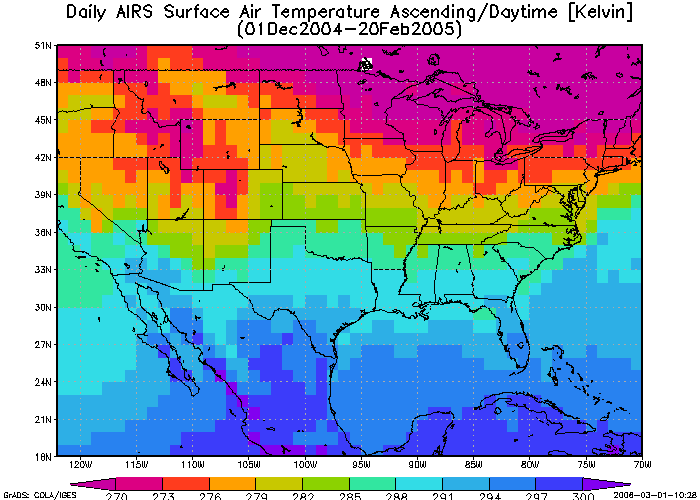 Daily AIRS Surface Air Temperature Ascending/Daytime [Kelvin]
(01Dec2004-20Feb2005)
51N
48N
45N
42N
39N
36N
33N
30N
27N
24N
21N
18N
120W 115W 110W 105W 100W 95W 90W 85W 80W 75W 70W
270 273 276 279 282 285 288 291 294 297 300
GrADS: COLA/IGES 2006-03-01-10:26